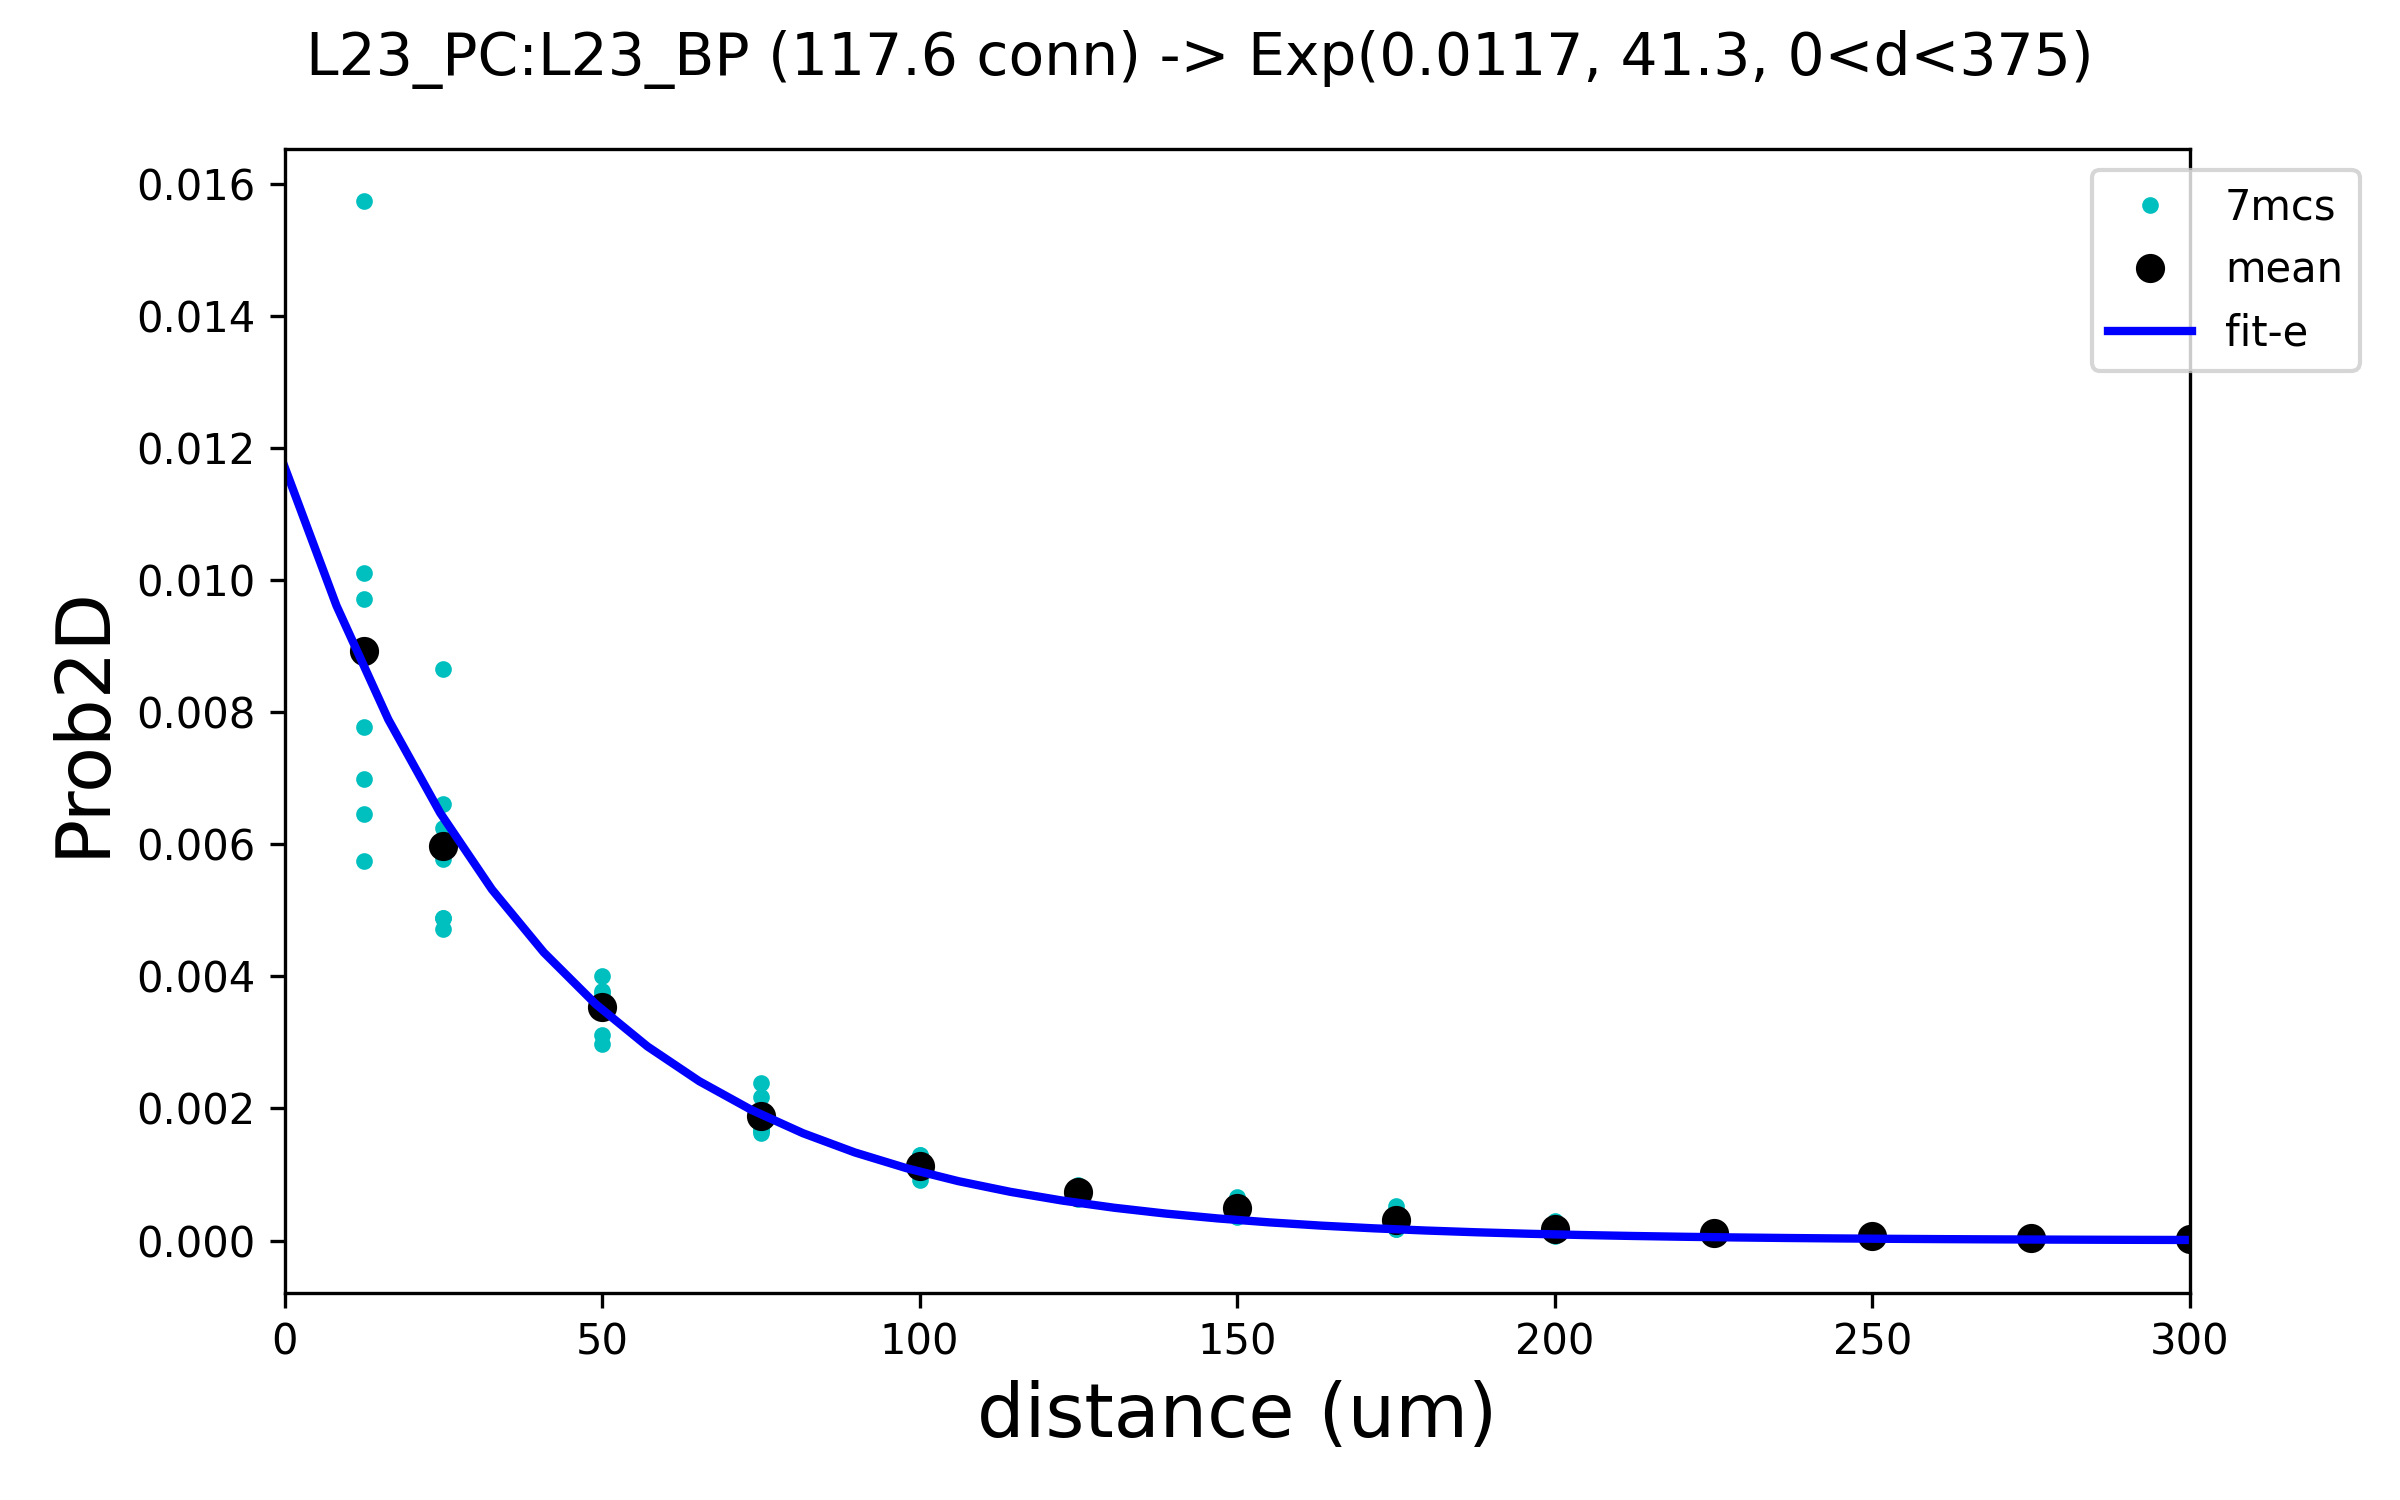 L23_PC:L23_BP (117.6 conn) -> Exp(0.0117, 41.3, 0<d<375)
7mcs
mean
fit-e
0.016
0.014
0.012
0.010
0.008
0.006
0.004
0.002
0.000
Prob2D
0 50 100 150 200 250 300
distance (um)